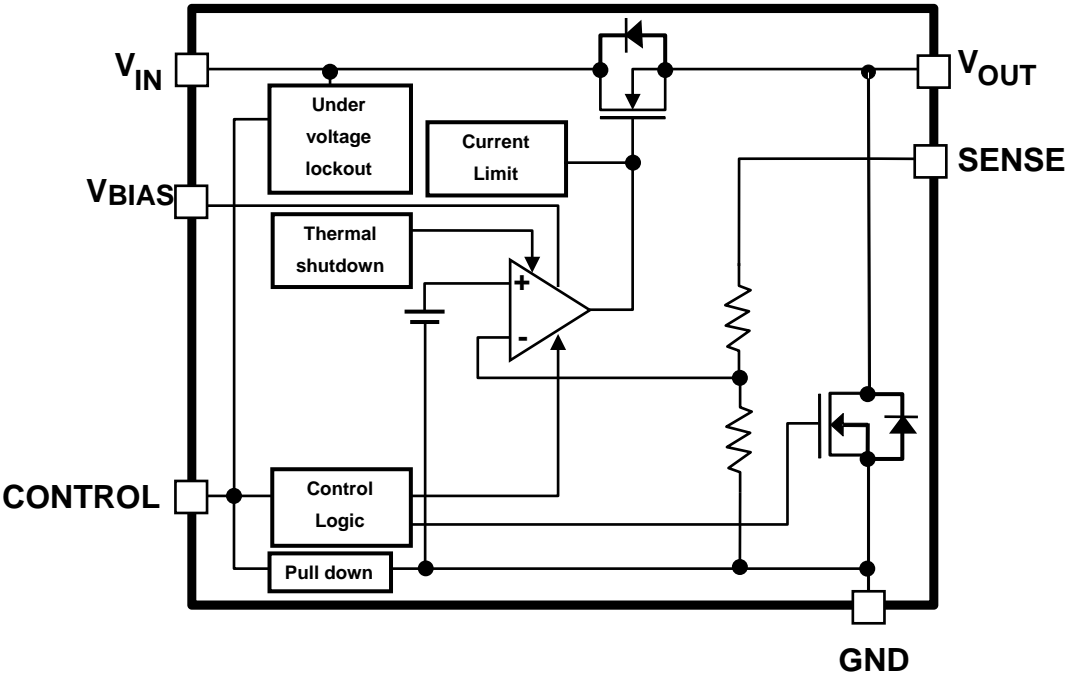 VIN
Under
voltage
lockout
VOUT
Current
Limit
SENSE
VBIAS
Thermal
shutdown
+
-
CONTROL
Control
Logic
Pull down
GND